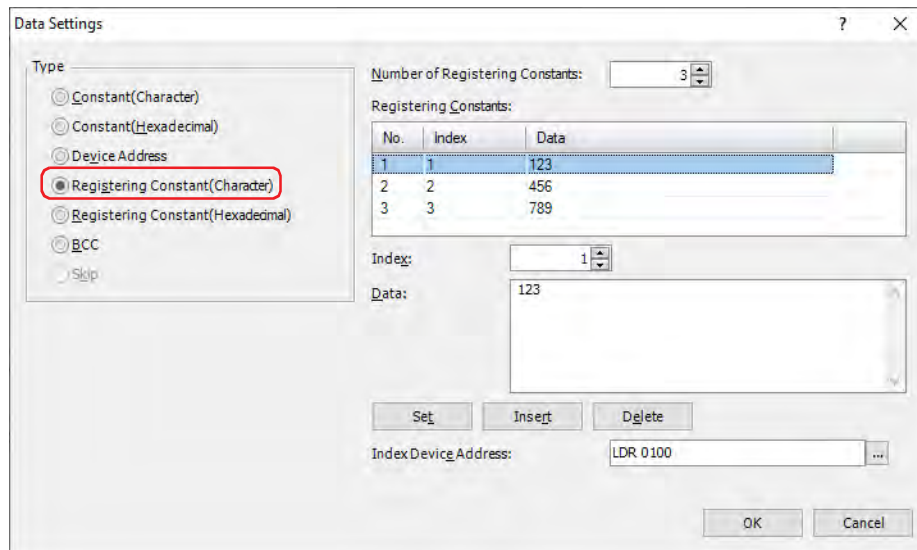 Data Settings
?
Type
Constant(Character)
Constant(Hexadecimal)
Device Address
Registering Constant(Character)
Registering Constant(Hexadecimal)
BCC
Skip
Number of Registering Constants: 3
Registering Constants:
No. Index Data
1 1 123
2 2 456
3 3 789
Index: 1
Data: 123
Set Insert Delete
Index Device Address: LDR 0100 ...
OK Cancel